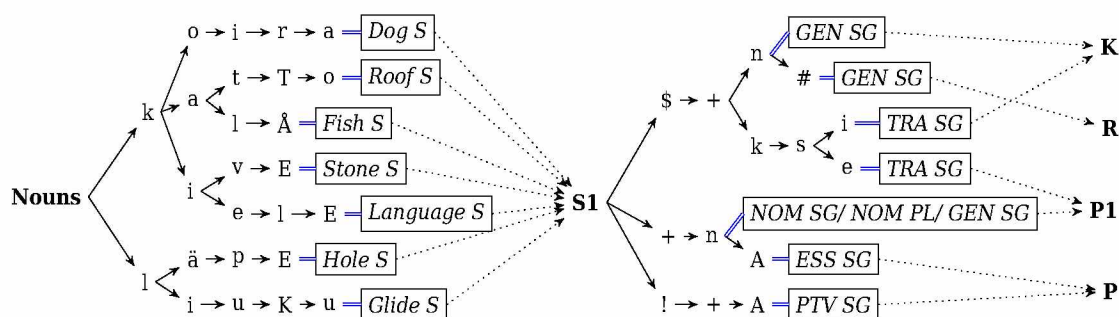 o i r a Dog S
t T o Roof S
k a
l Å Fish S
v E Stone S
Nouns i
e l E Language S
ä p E Hole S
l
i u K u Glide S
S1
n GEN SG K
# GEN SG
$ +
i TRA SG R
k s
e TRA SG
NOM SG/ NOM PL/ GEN SG P1
+ n
A ESS SG
P
! + A PTV SG